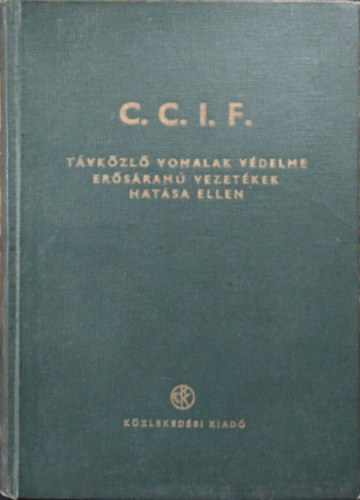 C. C. I. F.
TÁVKÖZLŐ VONALAK VÉDELME
ERŐSÁRAMÚ VEZETÉKEK
HATÁSA ELLEN
KÖZLEKEDÉSI KIADÓ